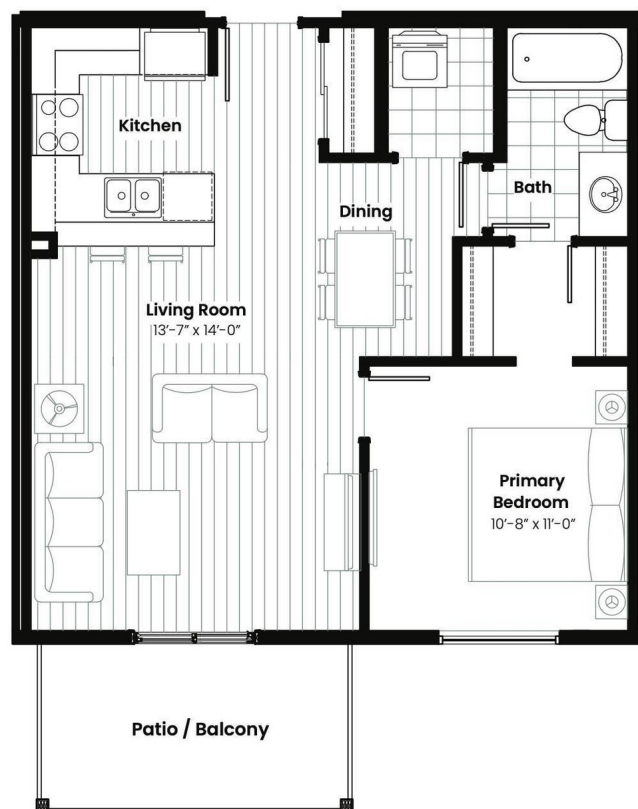 Kitchen
Bath
Dining
Living Room
13'-7" x 14'-0"
Primary
Bedroom
10'-8" x 11'-0"
Patio / Balcony